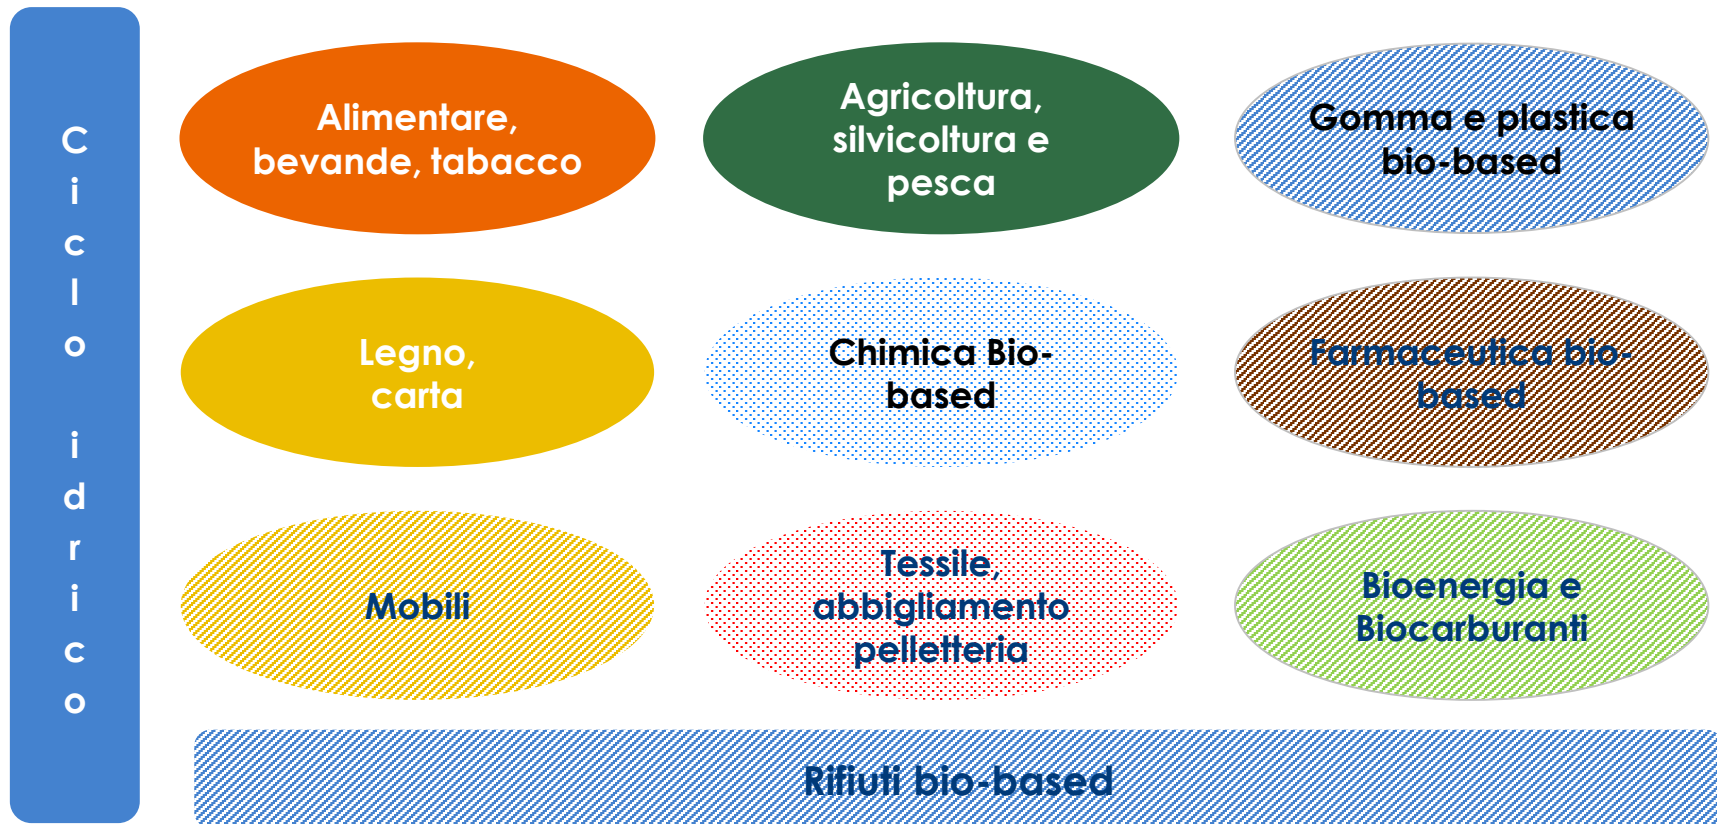 Ciclo idrico
Alimentare,
bevande, tabacco
Agricoltura,
silvicoltura e
pesca
Gomma e plastica
bio-based
Legno,
carta
Chimica Bio-
based
Farmaceutica bio-
based
Mobili
Tessile,
abbigliamento
pelletteria
Bioenergia e
Biocarburanti
Rifiuti bio-based